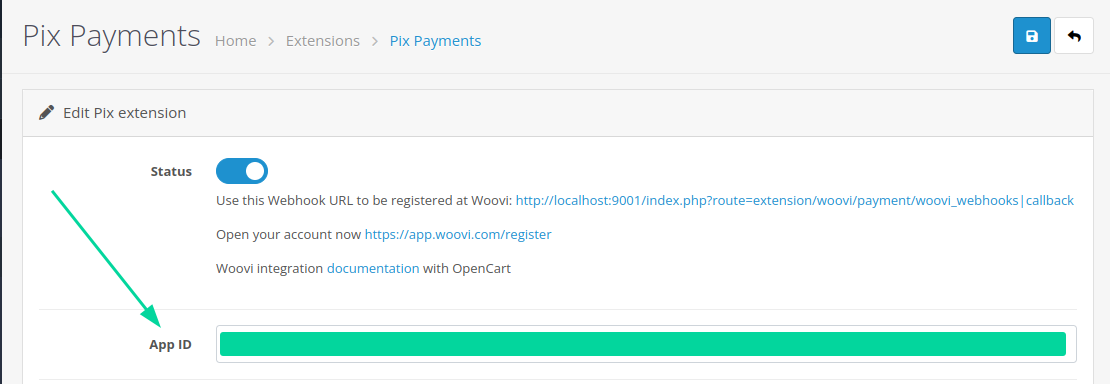 Pix Payments Home > Extensions > Pix Payments
Edit Pix extension
Status
Use this Webhook URL to be registered at Woovi: http://localhost:9001/index.php?route=extension/woovi/payment/woovi_webhooks|callback
Open your account now https://app.woovi.com/register
Woovi integration documentation with OpenCart
App ID